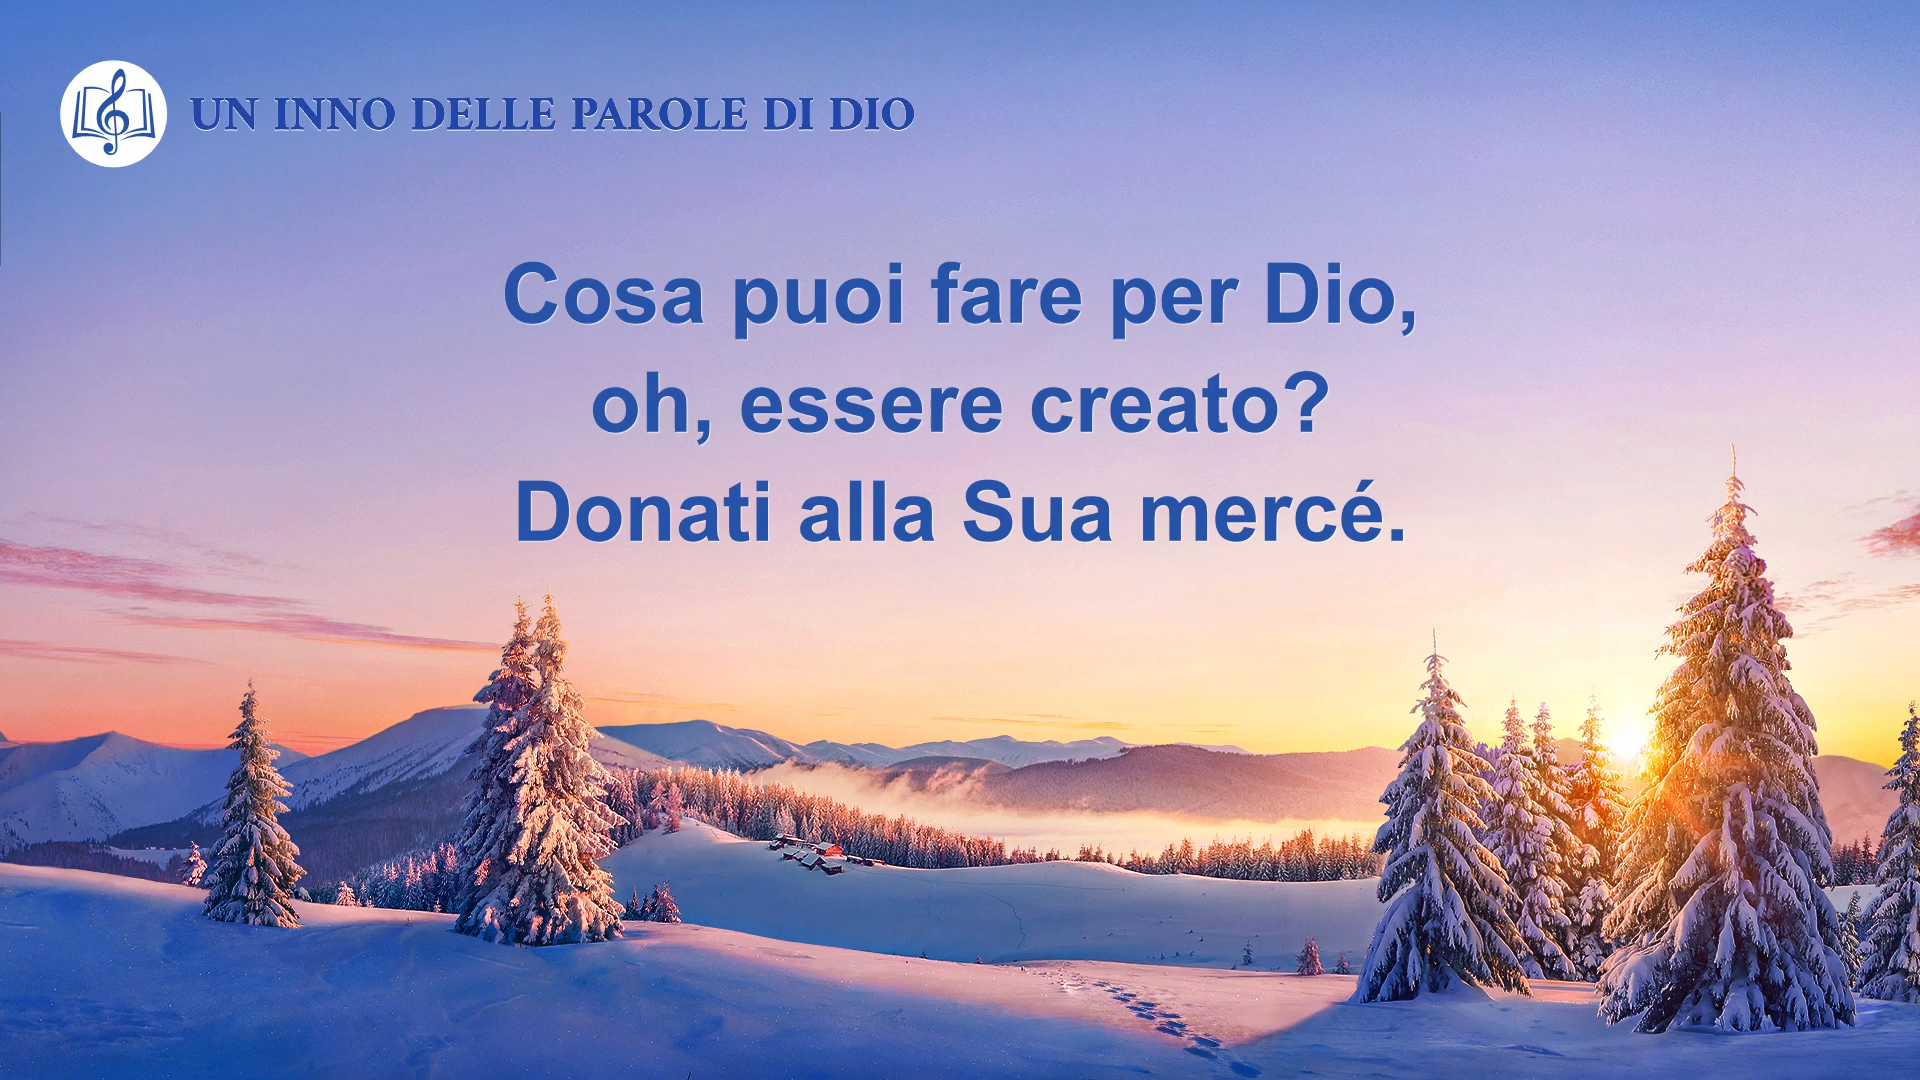 UN INNO DELLE PAROLE DI DIO
Cosa puoi fare per Dio,
oh, essere creato?
Donati alla Sua mercé.